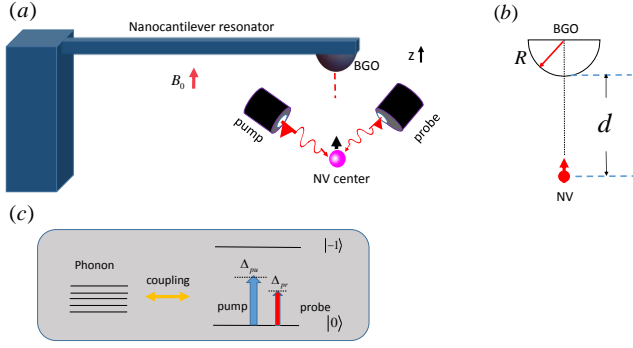 (a)
Nanocantilever resonator
BGO
B₀
z
pump
probe
NV center
(b)
BGO
R
d
NV
(c)
Phonon
coupling
Δpu
Δpr
pump
probe
|−1⟩
|0⟩